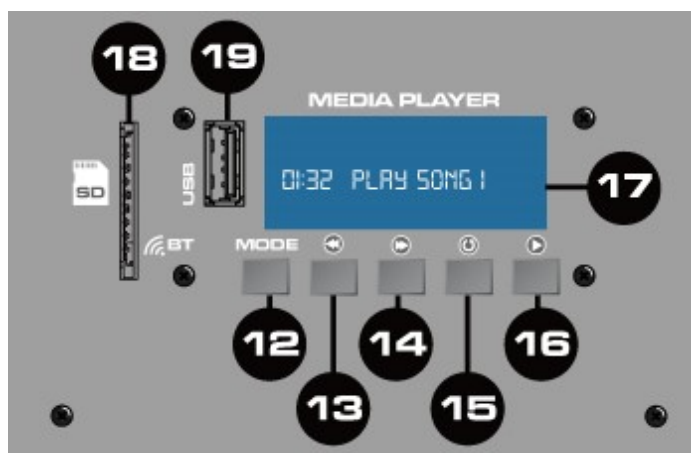 18
19
MEDIA PLAYER
SD
USB
01:32 PLAY SONG 1
17
BT
MODE
12
14
16
13
15